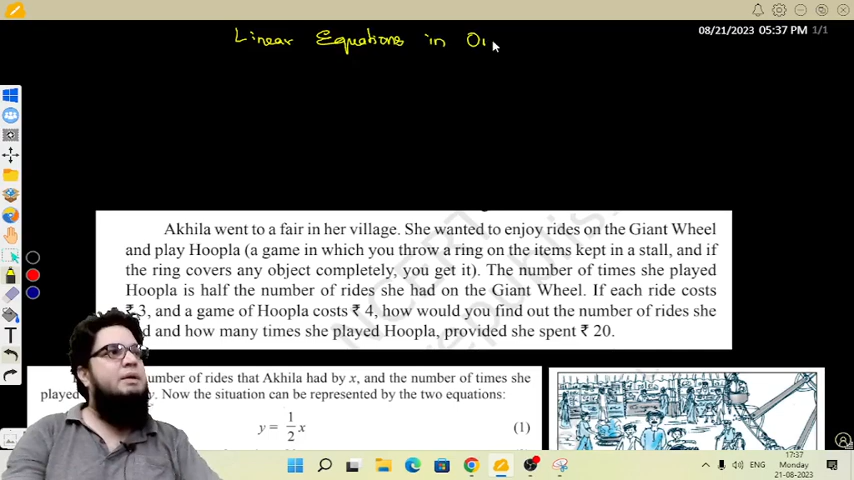 Linear Equations in On
08/21/2023 05:37 PM 1/1
Akhila went to a fair in her village. She wanted to enjoy rides on the Giant Wheel
and play Hoopla (a game in which you throw a ring on the items kept in a stall, and if
the ring covers any object completely, you get it). The number of times she played
Hoopla is half the number of rides she had on the Giant Wheel. If each ride costs
₹ 3, and a game of Hoopla costs ₹ 4, how would you find out the number of rides she
d and how many times she played Hoopla, provided she spent ₹ 20.
umber of rides that Akhila had by x, and the number of times she
played y. Now the situation can be represented by the two equations:
y = 1/2 x (1)
NCERT
republis
T
ENG
17:37
Monday
21-08-2023